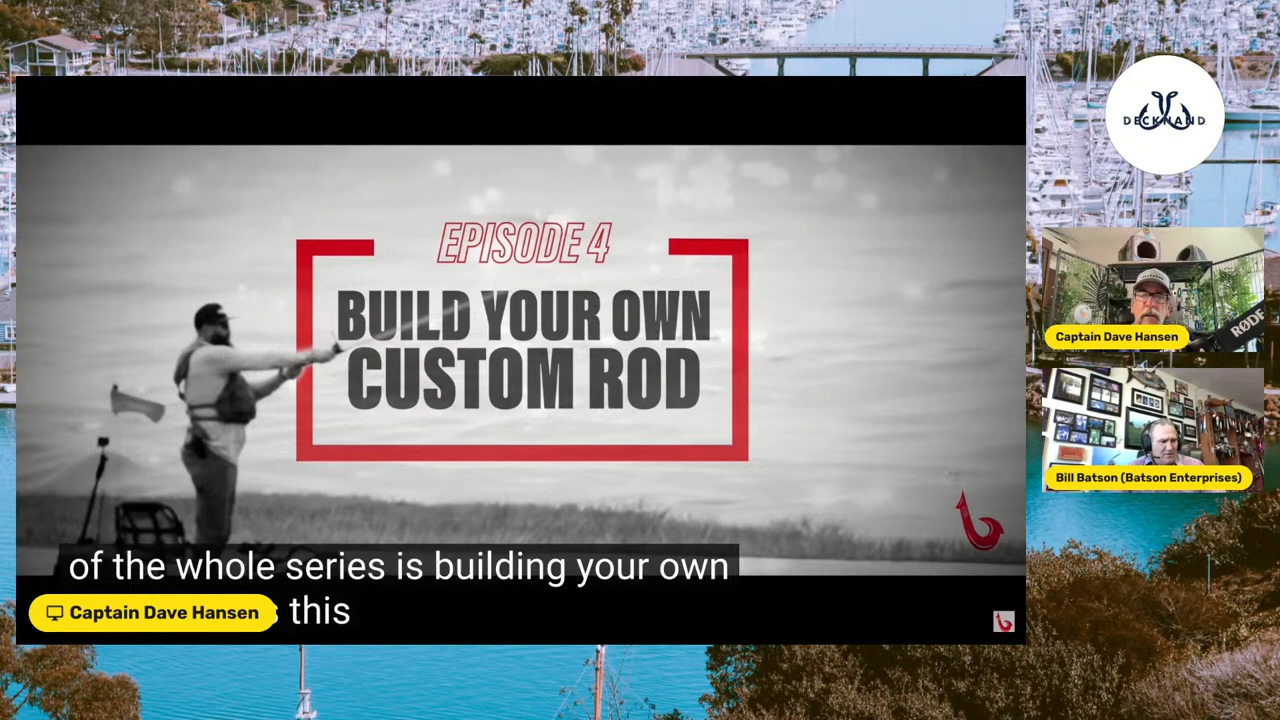 EPISODE 4
BUILD YOUR OWN
CUSTOM ROD
of the whole series is building your own
this
Captain Dave Hansen
DECKHAND
Captain Dave Hansen
RØDE
Bill Batson (Batson Enterprises)